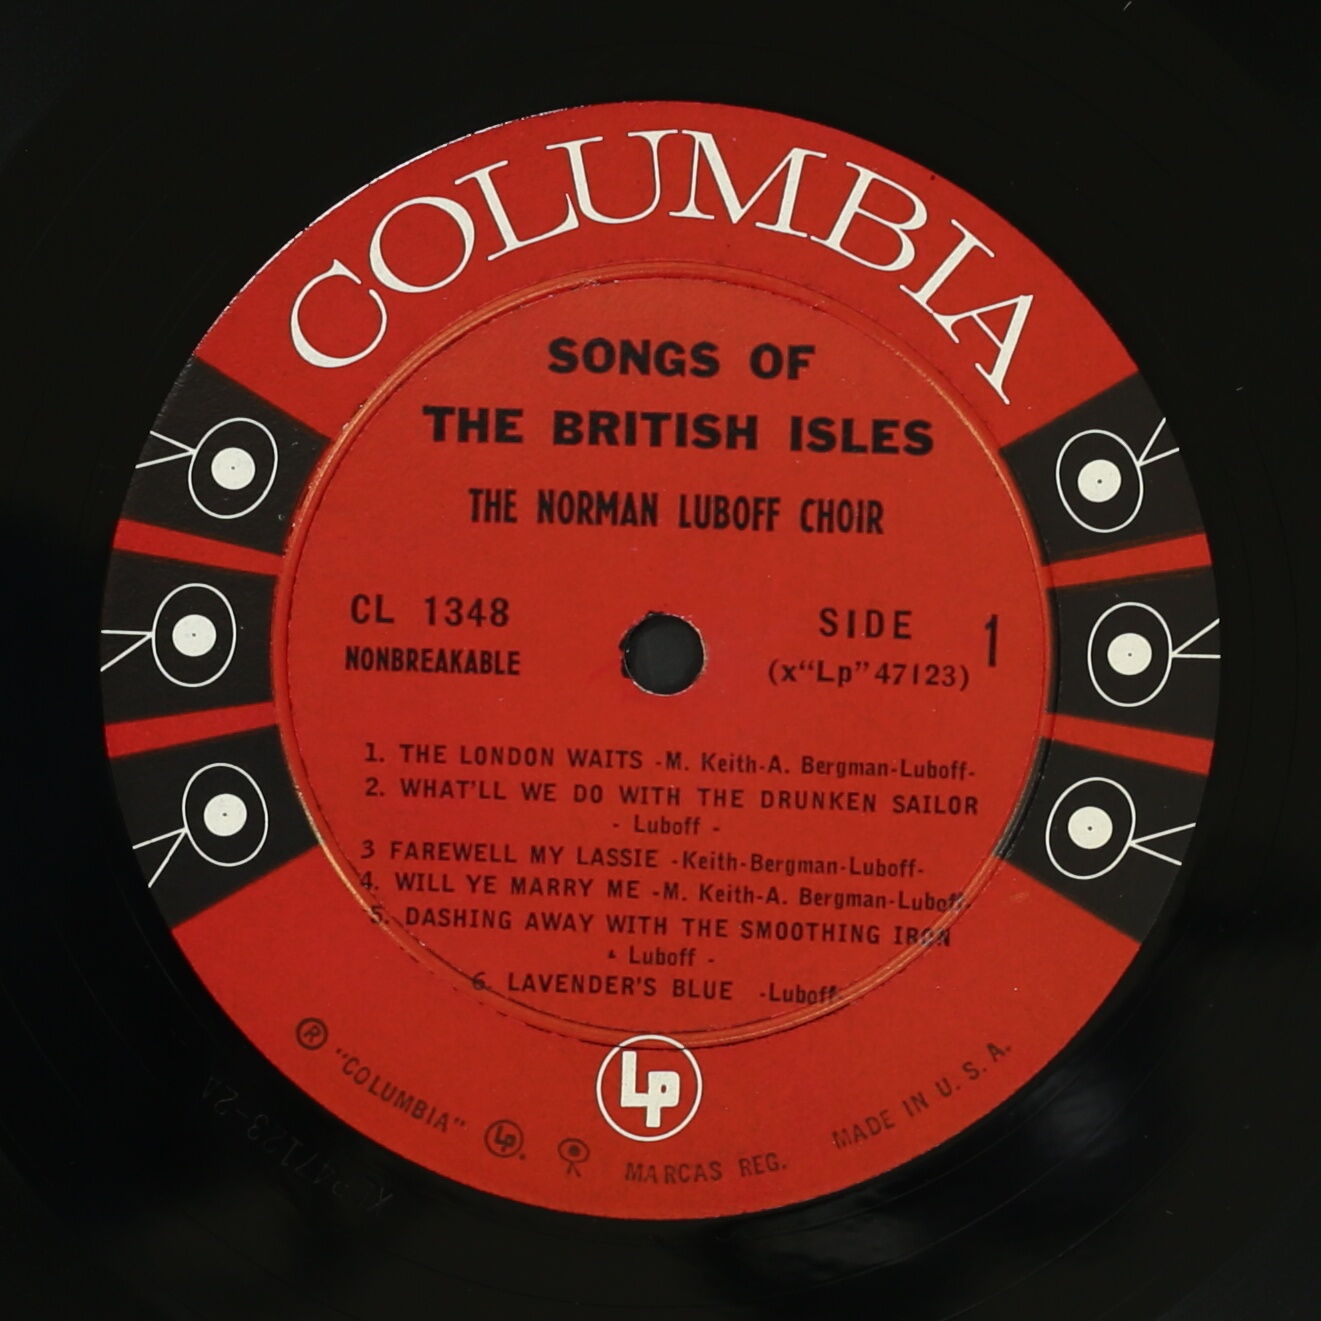 COLUMBIA
SONGS OF
THE BRITISH ISLES
THE NORMAN LUBOFF CHOIR
CL 1348
NONBREAKABLE
SIDE 1
(x“Lp”47123)
1. THE LONDON WAITS -M. Keith-A. Bergman-Luboff-
2. WHAT'LL WE DO WITH THE DRUNKEN SAILOR
- Luboff -
3 FAREWELL MY LASSIE -Keith-Bergman-Luboff-
4. WILL YE MARRY ME -M. Keith-A. Bergman-Luboff-
5. DASHING AWAY WITH THE SMOOTHING IRON
- Luboff -
6. LAVENDER'S BLUE -Luboff-
Lp
® "COLUMBIA" Lp. MARCAS REG. MADE IN U. S. A.